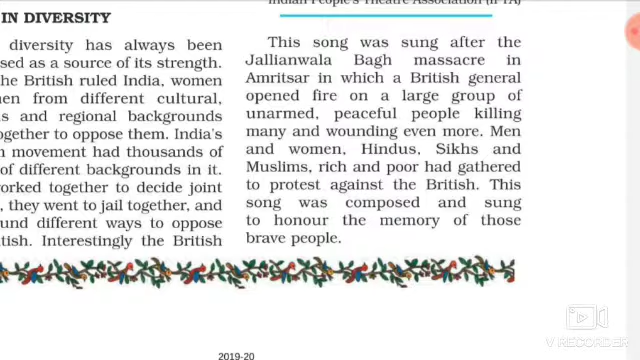 Indian People's Theatre Association (IPTA)
IN DIVERSITY
diversity has always been
sed as a source of its strength.
the British ruled India, women
en from different cultural,
us and regional backgrounds
ogether to oppose them. India's
m movement had thousands of
of different backgrounds in it.
worked together to decide joint
, they went to jail together, and
und different ways to oppose
tish. Interestingly the British
This song was sung after the
Jallianwala Bagh massacre in
Amritsar in which a British general
opened fire on a large group of
unarmed, peaceful people killing
many and wounding even more. Men
and women, Hindus, Sikhs and
Muslims, rich and poor had gathered
to protest against the British. This
song was composed and sung
to honour the memory of those
brave people.
2019-20
V RECORDER